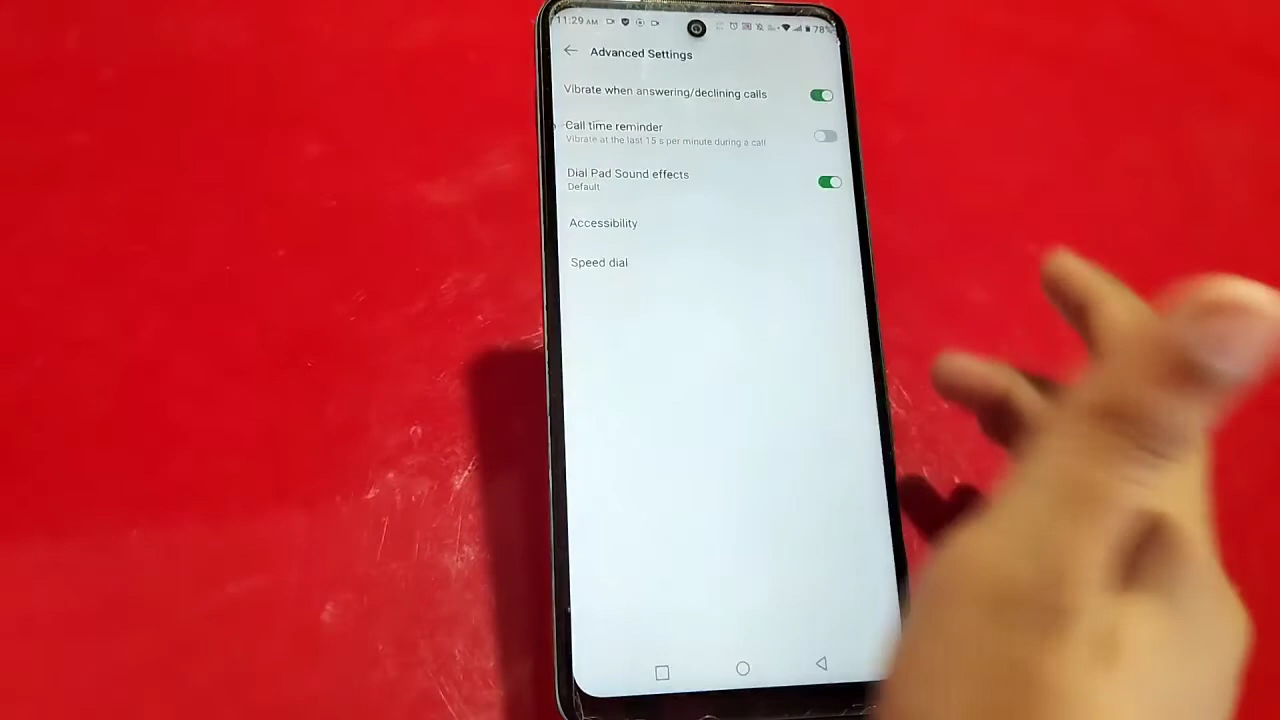 11:29 AM
78%
Advanced Settings
Vibrate when answering/declining calls
Call time reminder
Vibrate at the last 15 s per minute during a call
Dial Pad Sound effects
Default
Accessibility
Speed dial